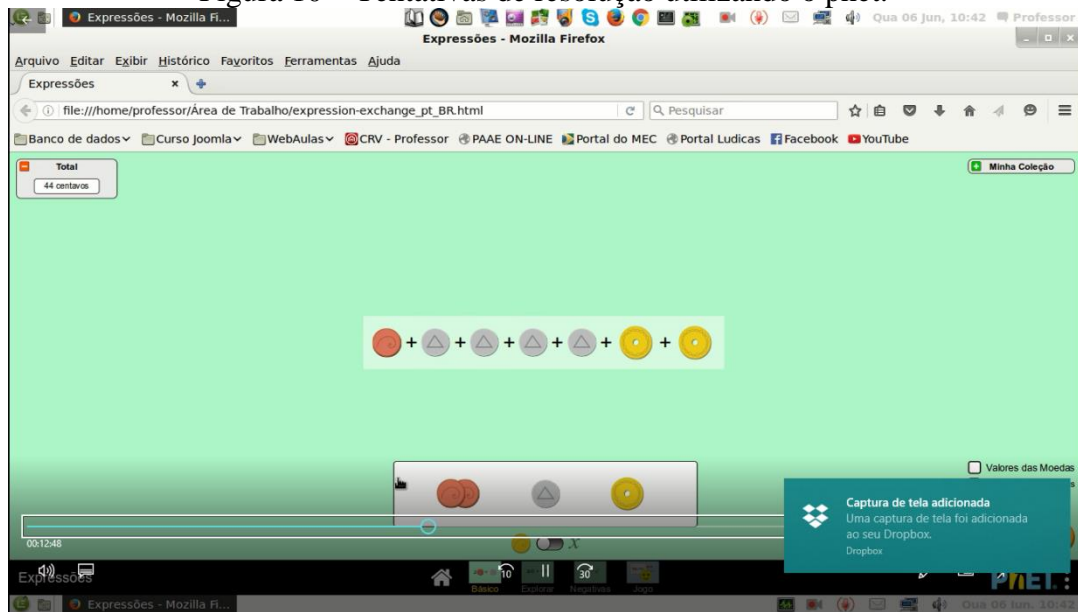 Figura 16 – Tentativas de resolução utilizando o phet.
Expressões - Mozilla Fi...
Qua 06 Jun, 10:42
Professor
Expressões - Mozilla Firefox
Arquivo Editar Exibir Histórico Favoritos Ferramentas Ajuda
Expressões
file:///home/professor/Área de Trabalho/expression-exchange_pt_BR.html
Pesquisar
Banco de dados Curso Joomla WebAulas CRV - Professor PAAE ON-LINE Portal do MEC Portal Ludicas Facebook YouTube
Total
44 centavos
Minha Coleção
+ + + + + +
Valores das Moedas
Captura de tela adicionada
Uma captura de tela foi adicionada
ao seu Dropbox.
Dropbox
00:12:48
x
Expressões
10
30
Básico Explorar Negativas Jogo
PhET
Expressões - Mozilla Fi...
Qua 06 Jun, 10:42